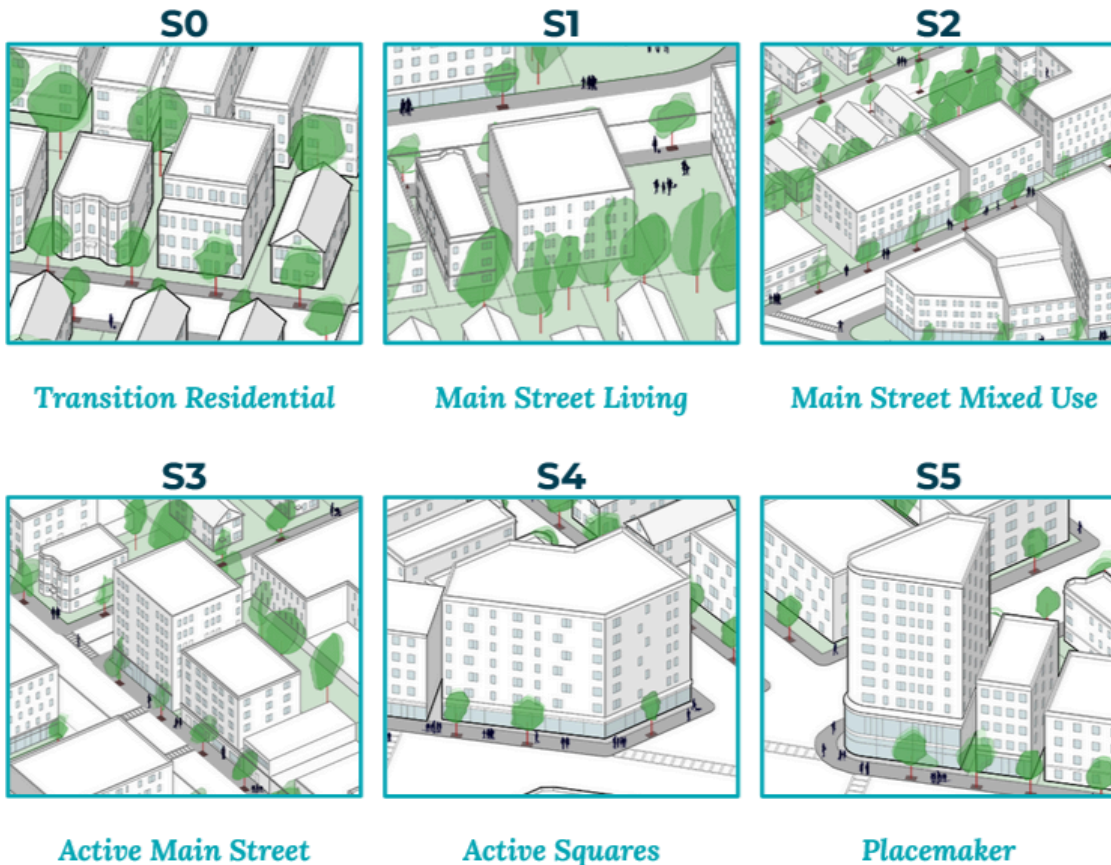 S0
S1
S2
Transition Residential
Main Street Living
Main Street Mixed Use
S3
S4
S5
Active Main Street
Active Squares
Placemaker